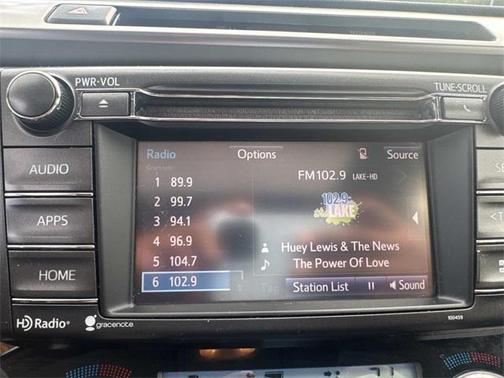 PWR•VOL
TUNE•SCROLL
AUDIO
APPS
HOME
Radio
Options
Source
1 89.9
2 99.7
3 94.1
4 96.9
5 104.7
6 102.9
FM102.9 LAKE-HD
102.9
LAKE
Huey Lewis & The News
The Power Of Love
Station List
Sound
HD Radio
gracenote
100459